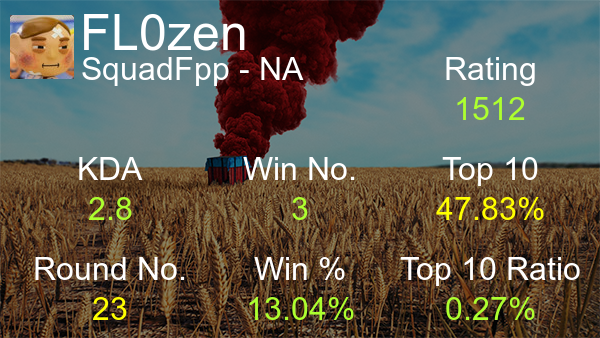 FL0zen
SquadFpp - NA
Rating
1512
KDA
Win No.
Top 10
2.8
3
47.83%
Round No.
Win %
Top 10 Ratio
23
13.04%
0.27%